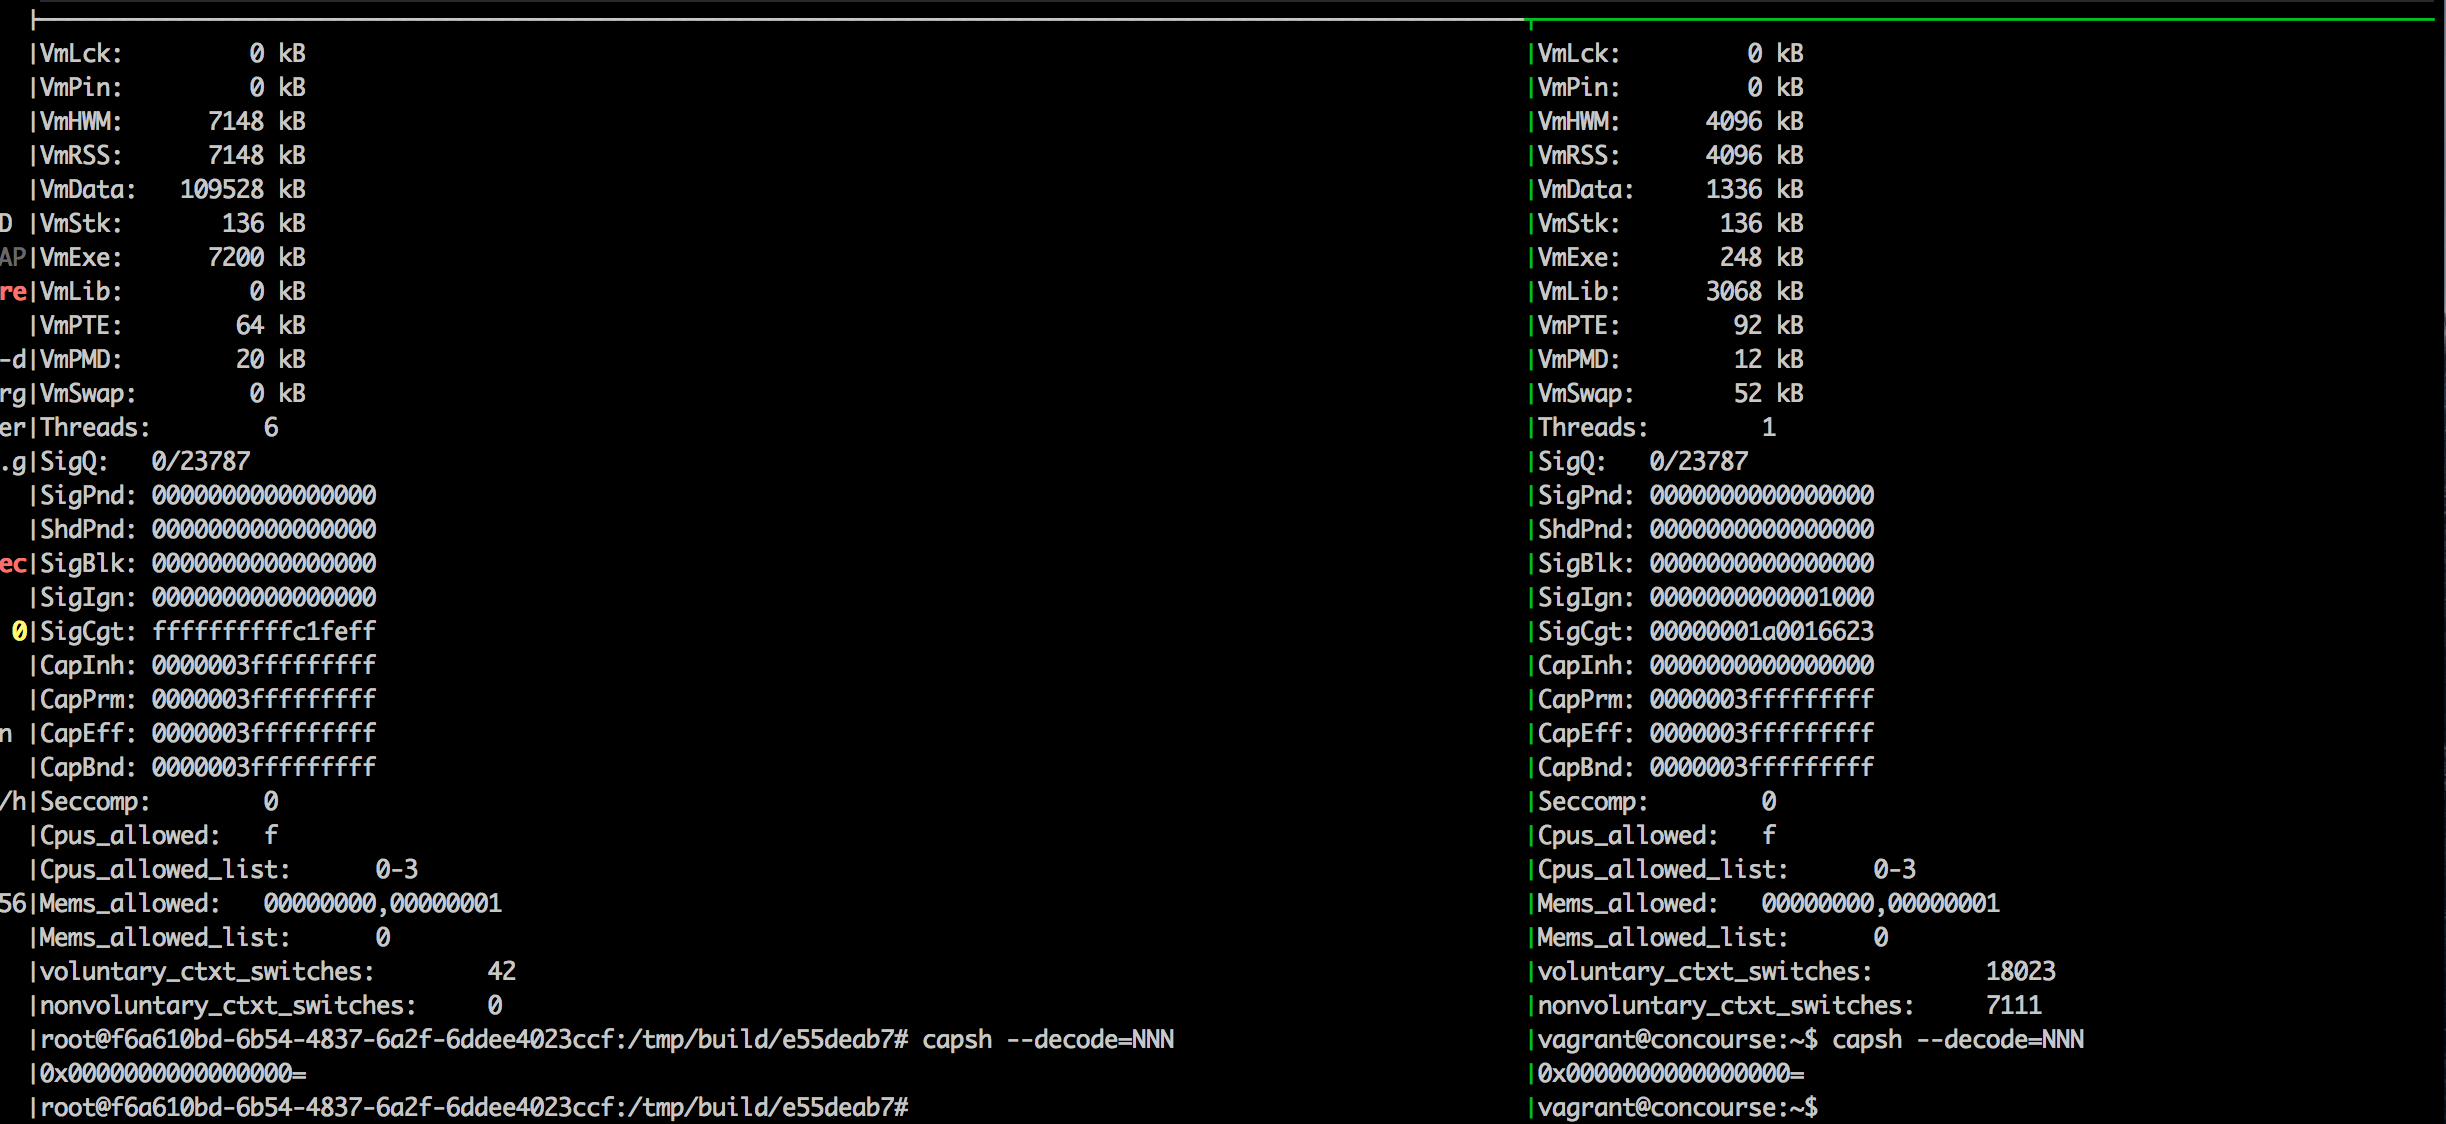 VmLck: 0 kB
VmPin: 0 kB
VmHWM: 7148 kB
VmRSS: 7148 kB
VmData: 109528 kB
D |VmStk: 136 kB
AP|VmExe: 7200 kB
re|VmLib: 0 kB
VmPTE: 64 kB
-d|VmPMD: 20 kB
rg|VmSwap: 0 kB
er|Threads: 6
.g|SigQ: 0/23787
SigPnd: 0000000000000000
ShdPnd: 0000000000000000
ec|SigBlk: 0000000000000000
SigIgn: 0000000000000000
0|SigCgt: ffffffffffc1feff
CapInh: 0000003fffffffff
CapPrm: 0000003fffffffff
n |CapEff: 0000003fffffffff
CapBnd: 0000003fffffffff
/h|Seccomp: 0
Cpus_allowed: f
Cpus_allowed_list: 0-3
56|Mems_allowed: 00000000,00000001
Mems_allowed_list: 0
voluntary_ctxt_switches: 42
nonvoluntary_ctxt_switches: 0
root@f6a610bd-6b54-4837-6a2f-6ddee4023ccf:/tmp/build/e55deab7# capsh --decode=NNN
0x0000000000000000=
root@f6a610bd-6b54-4837-6a2f-6ddee4023ccf:/tmp/build/e55deab7#
VmLck: 0 kB
VmPin: 0 kB
VmHWM: 4096 kB
VmRSS: 4096 kB
VmData: 1336 kB
VmStk: 136 kB
VmExe: 248 kB
VmLib: 3068 kB
VmPTE: 92 kB
VmPMD: 12 kB
VmSwap: 52 kB
Threads: 1
SigQ: 0/23787
SigPnd: 0000000000000000
ShdPnd: 0000000000000000
SigBlk: 0000000000000000
SigIgn: 0000000000001000
SigCgt: 00000001a0016623
CapInh: 0000000000000000
CapPrm: 0000003fffffffff
CapEff: 0000003fffffffff
CapBnd: 0000003fffffffff
Seccomp: 0
Cpus_allowed: f
Cpus_allowed_list: 0-3
Mems_allowed: 00000000,00000001
Mems_allowed_list: 0
voluntary_ctxt_switches: 18023
nonvoluntary_ctxt_switches: 7111
vagrant@concourse:~$ capsh --decode=NNN
0x0000000000000000=
vagrant@concourse:~$